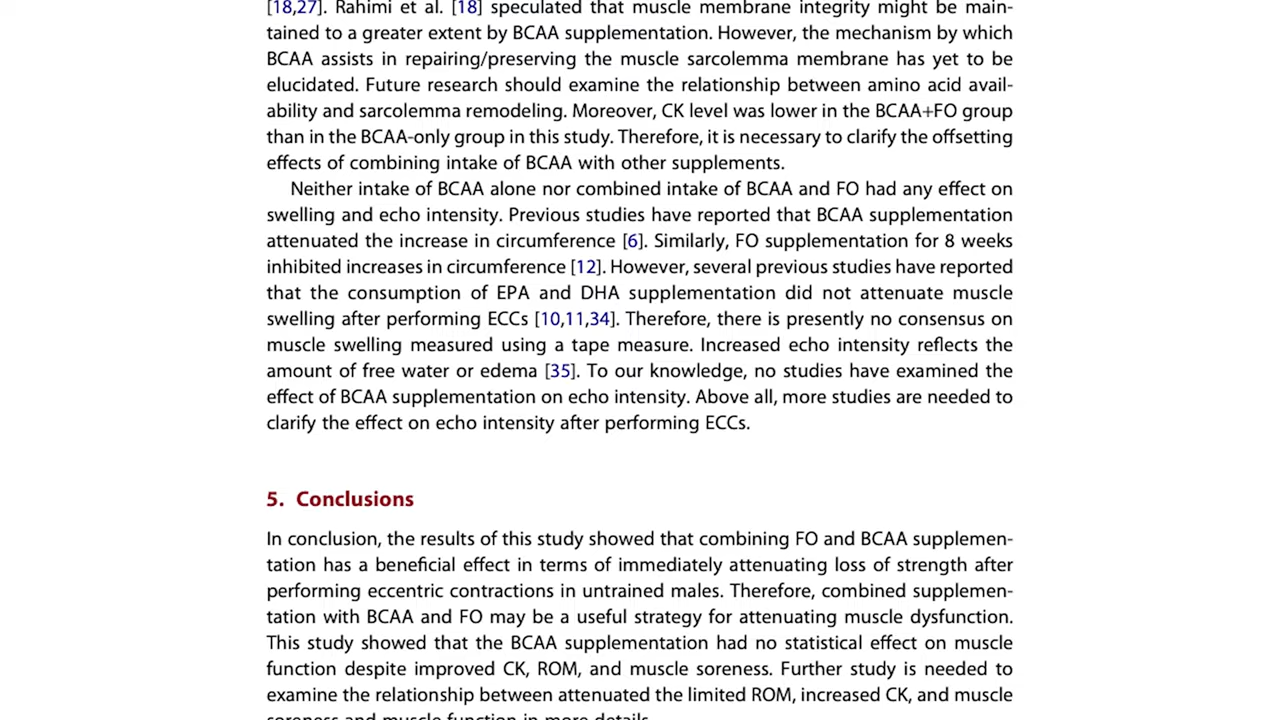 [18,27]. Rahimi et al. [18] speculated that muscle membrane integrity might be main-
tained to a greater extent by BCAA supplementation. However, the mechanism by which
BCAA assists in repairing/preserving the muscle sarcolemma membrane has yet to be
elucidated. Future research should examine the relationship between amino acid avail-
ability and sarcolemma remodeling. Moreover, CK level was lower in the BCAA+FO group
than in the BCAA-only group in this study. Therefore, it is necessary to clarify the offsetting
effects of combining intake of BCAA with other supplements.
Neither intake of BCAA alone nor combined intake of BCAA and FO had any effect on
swelling and echo intensity. Previous studies have reported that BCAA supplementation
attenuated the increase in circumference [6]. Similarly, FO supplementation for 8 weeks
inhibited increases in circumference [12]. However, several previous studies have reported
that the consumption of EPA and DHA supplementation did not attenuate muscle
swelling after performing ECCs [10,11,34]. Therefore, there is presently no consensus on
muscle swelling measured using a tape measure. Increased echo intensity reflects the
amount of free water or edema [35]. To our knowledge, no studies have examined the
effect of BCAA supplementation on echo intensity. Above all, more studies are needed to
clarify the effect on echo intensity after performing ECCs.
5. Conclusions
In conclusion, the results of this study showed that combining FO and BCAA supplemen-
tation has a beneficial effect in terms of immediately attenuating loss of strength after
performing eccentric contractions in untrained males. Therefore, combined supplemen-
tation with BCAA and FO may be a useful strategy for attenuating muscle dysfunction.
This study showed that the BCAA supplementation had no statistical effect on muscle
function despite improved CK, ROM, and muscle soreness. Further study is needed to
examine the relationship between attenuated the limited ROM, increased CK, and muscle
soreness and muscle function in more details.